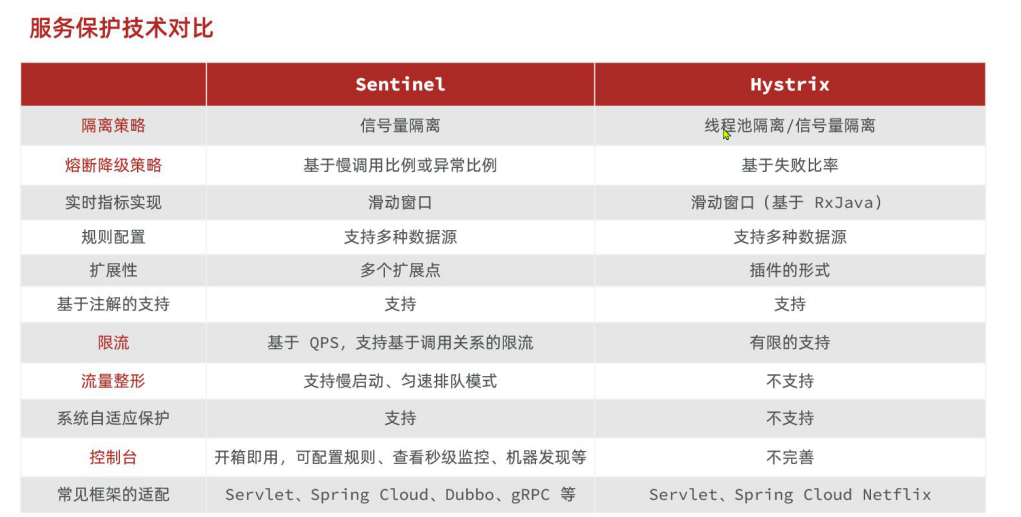 服务保护技术对比
Sentinel Hystrix
隔离策略 信号量隔离 线程池隔离/信号量隔离
熔断降级策略 基于慢调用比例或异常比例 基于失败比率
实时指标实现 滑动窗口 滑动窗口（基于 RxJava）
规则配置 支持多种数据源 支持多种数据源
扩展性 多个扩展点 插件的形式
基于注解的支持 支持 支持
限流 基于 QPS，支持基于调用关系的限流 有限的支持
流量整形 支持慢启动、匀速排队模式 不支持
系统自适应保护 支持 不支持
控制台 开箱即用，可配置规则、查看秒级监控、机器发现等 不完善
常见框架的适配 Servlet、Spring Cloud、Dubbo、gRPC 等 Servlet、Spring Cloud Netflix